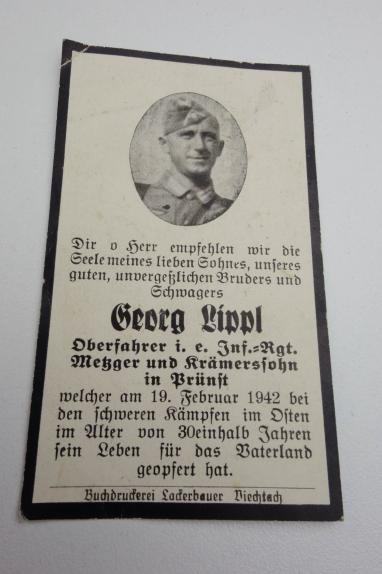 Dir o Herr empfehlen wir die
Seele meines lieben Sohnes, unseres
guten, unvergeßlichen Bruders und
Schwagers
Georg Lippl
Oberfahrer i. e. Inf.=Rgt.
Metzger und Krämerssohn
in Prünst
welcher am 19. Februar 1942 bei
den schweren Kämpfen im Osten
im Alter von 30einhalb Jahren
sein Leben für das Vaterland
geopfert hat.
Buchdruckerei Lackerbauer Viechtach